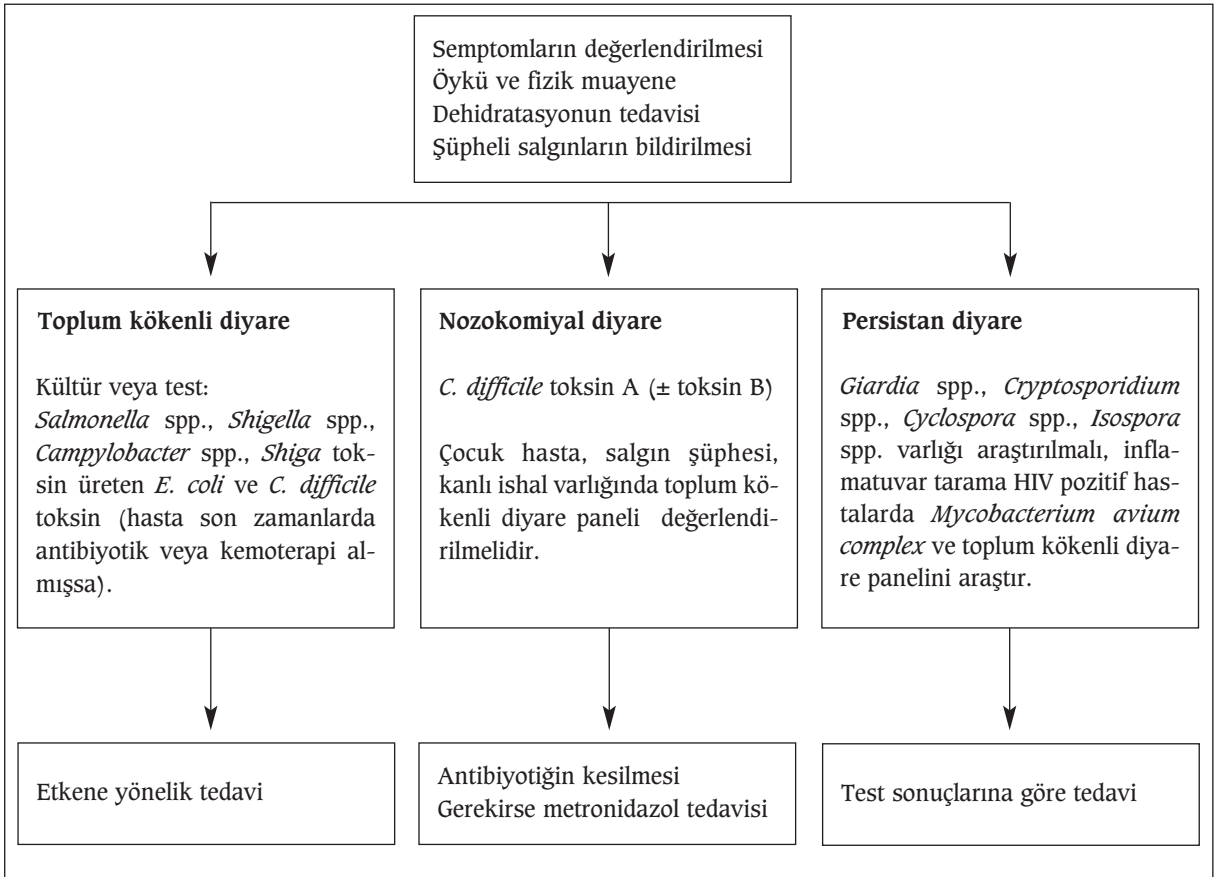 Semptomların değerlendirilmesi
Öykü ve fizik muayene
Dehidratasyonun tedavisi
Şüpheli salgınların bildirilmesi
Toplum kökenli diyare
Kültür veya test:
Salmonella spp., Shigella spp.,
Campylobacter spp., Shiga tok-
sin üreten E. coli ve C. difficile
toksin (hasta son zamanlarda
antibiyotik veya kemoterapi al-
mışsa).
Nozokomiyal diyare
C. difficile toksin A (± toksin B)
Çocuk hasta, salgın şüphesi,
kanlı ishal varlığında toplum kö-
kenli diyare paneli değerlendi-
rilmelidir.
Persistan diyare
Giardia spp., Cryptosporidium
spp., Cyclospora spp., Isospora
spp. varlığı araştırılmalı, infla-
matuvar tarama HIV pozitif has-
talarda Mycobacterium avium
complex ve toplum kökenli diya-
re panelini araştır.
Etkene yönelik tedavi
Antibiyotiğin kesilmesi
Gerekirse metronidazol tedavisi
Test sonuçlarına göre tedavi